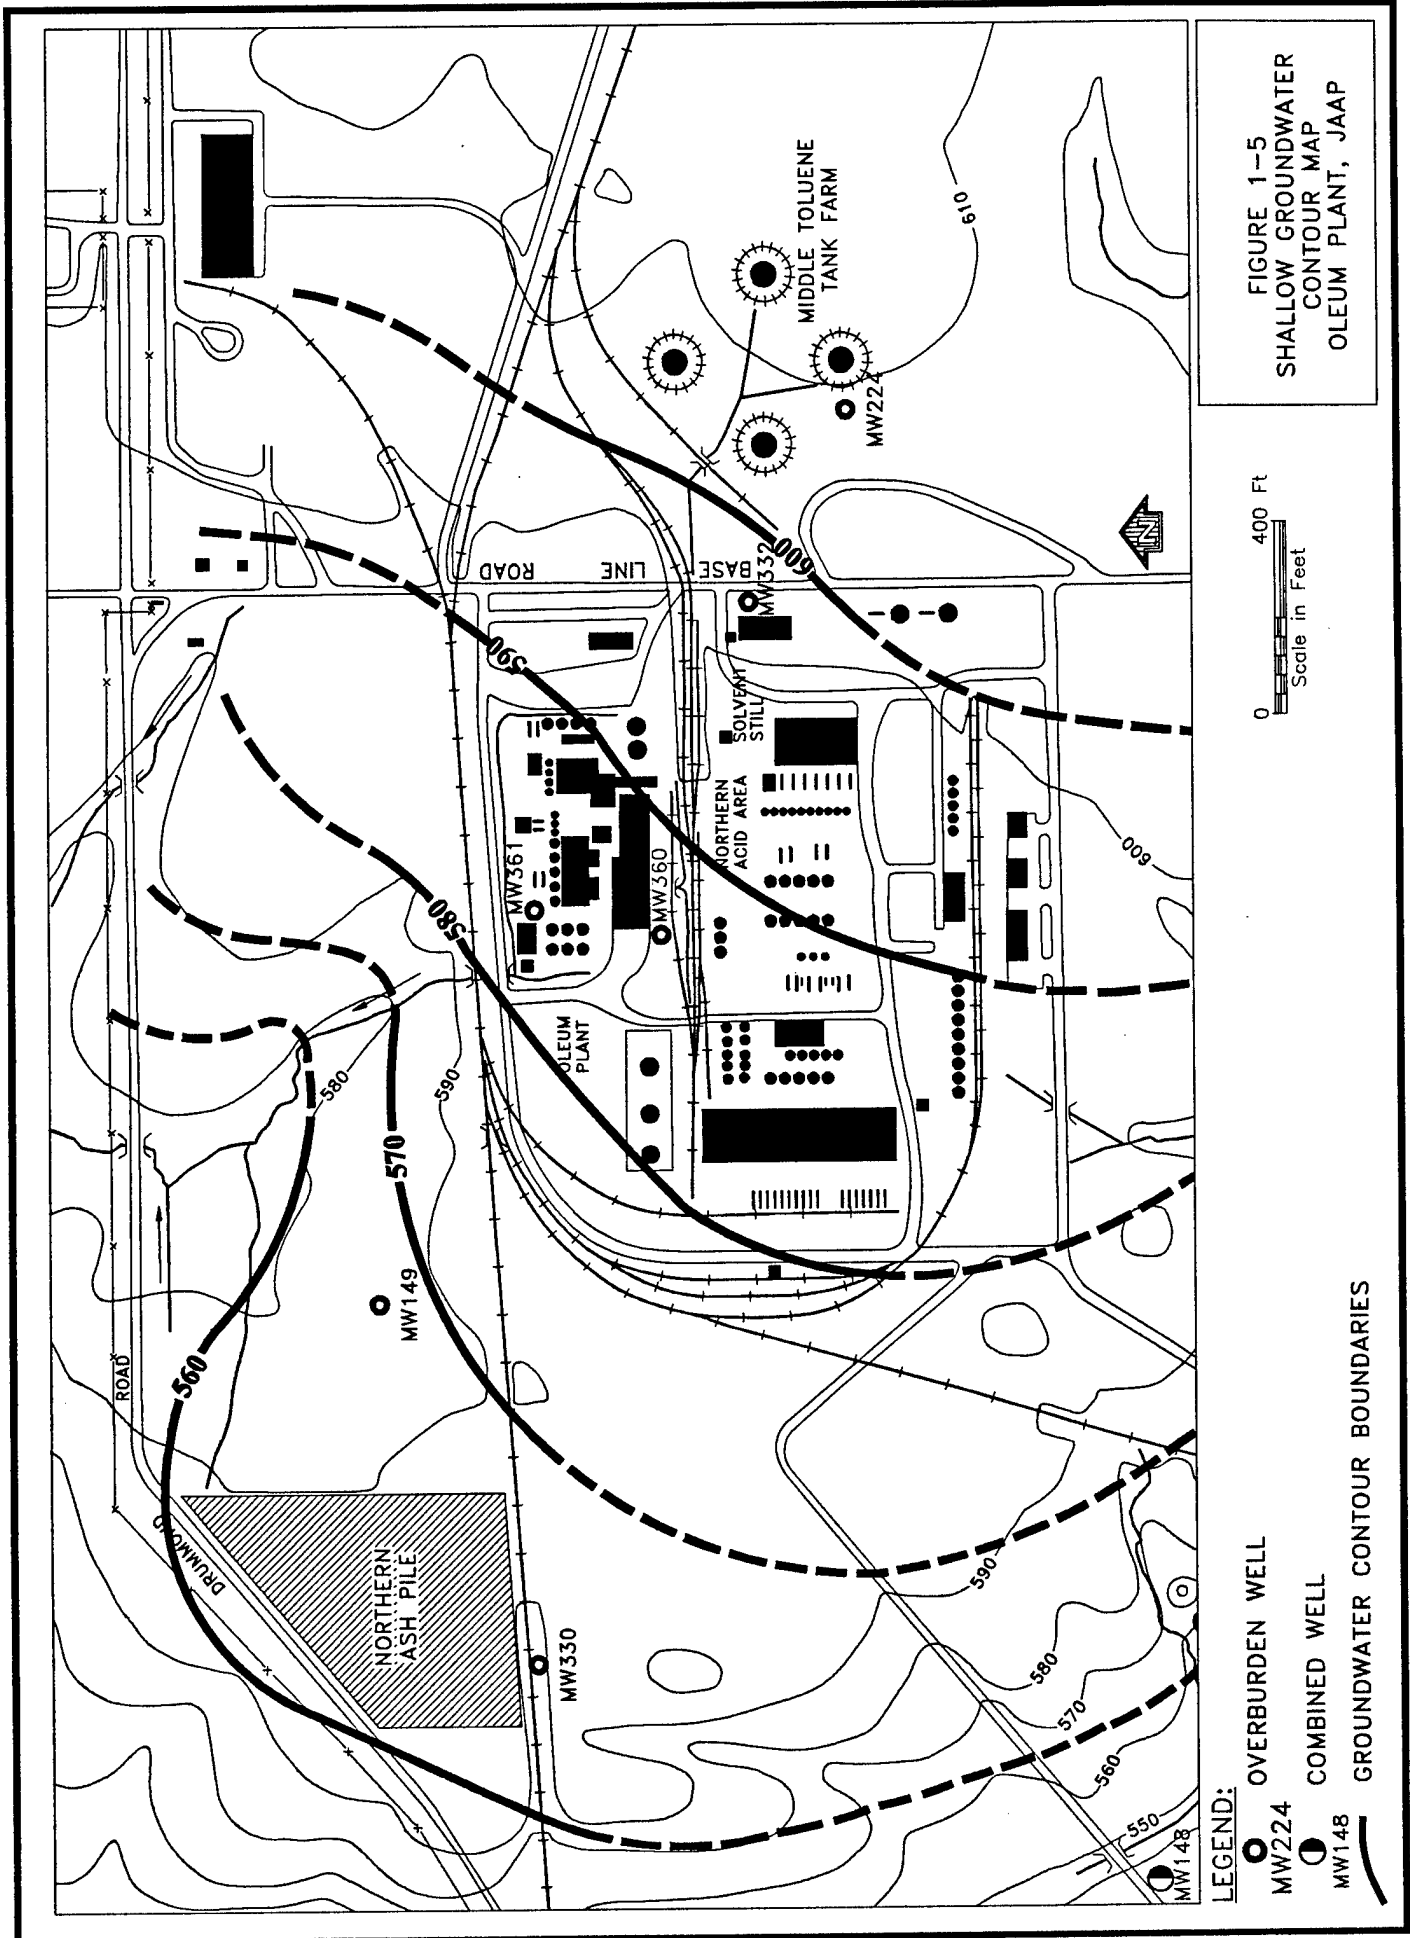 FIGURE 1-5
SHALLOW GROUNDWATER
CONTOUR MAP
OLEUM PLANT, JAAP
MIDDLE TOLUENE
TANK FARM
MW224
610
BASE LINE ROAD
MW332
600
590
SOLVENT
STILL
NORTHERN
ACID AREA
MW361
MW360
580
OLEUM
PLANT
570
580
590
600
MW149
560
ROAD
DRUMMOND
NORTHERN
ASH PILE
MW330
590
580
570
560
550
MW148
N
0 400 Ft
Scale in Feet
LEGEND:
MW224 OVERBURDEN WELL
MW148 COMBINED WELL
GROUNDWATER CONTOUR BOUNDARIES